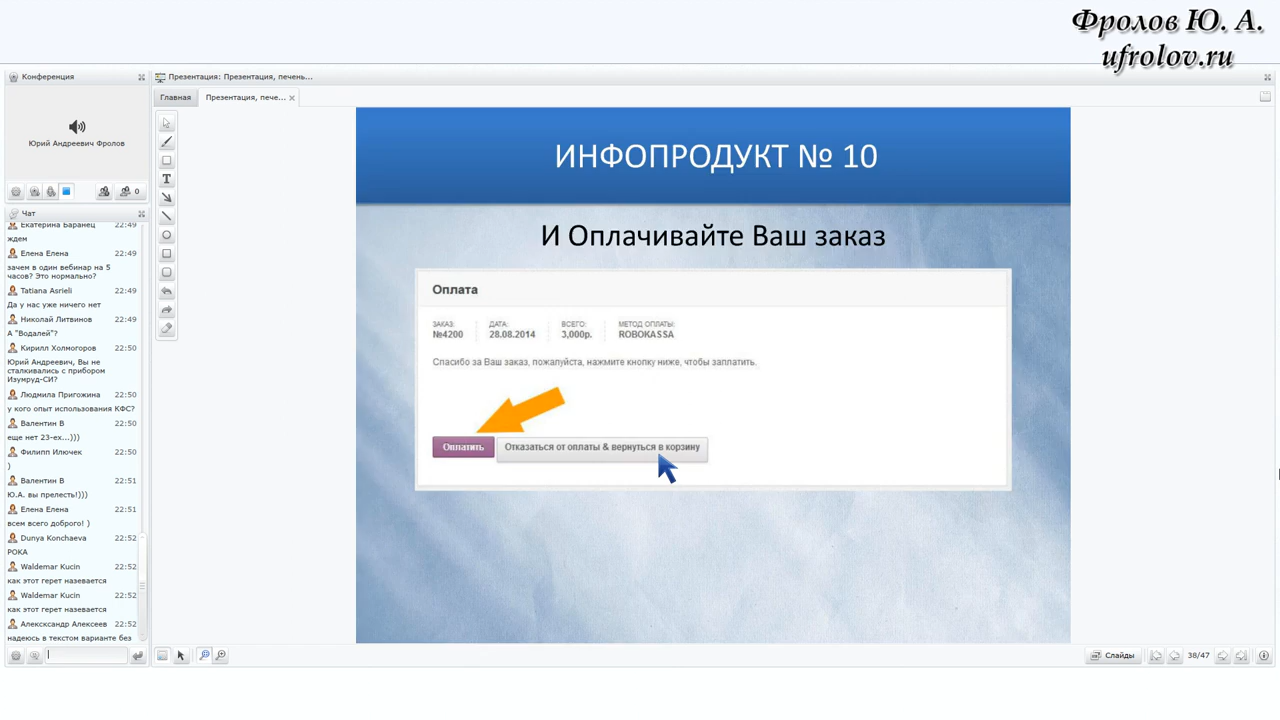 Фролов Ю. А.
ufrolov.ru
Конференция
Презентация: Презентация, печень...
Главная
Презентация, пече...
Юрий Андреевич Фролов
0
Чат
Екатерина Баранец 22:49
ждем
Елена Елена 22:49
зачем в один вебинар на 5
часов? Это нормально?
Tatiana Asrieli 22:49
Да у нас уже ничего нет
Николай Литвинов 22:49
А "Водалей"?
Кирилл Холмогоров 22:50
Юрий Андреевич, Вы не
сталкивались с прибором
Изумруд-СИ?
Людмила Пригожина 22:50
у кого опыт использования КФС?
Валентин В 22:50
еще нет 23-ех...)))
Филипп Илючек 22:50
)
Валентин В 22:51
Ю.А. вы прелесть!)))
Елена Елена 22:51
всем всего доброго! )
Dunya Konchaeva 22:52
РОКА
Waldemar Kucin 22:52
как этот герет назевается
Waldemar Kucin 22:52
как этот герет назевается
Алексксандр Алексеев 22:52
надеюсь в текстом варианте без
T
ИНФОПРОДУКТ № 10
И Оплачивайте Ваш заказ
Оплата
ЗАКАЗ: ДАТА: ВСЕГО: МЕТОД ОПЛАТЫ:
№4200 28.08.2014 3,000р. ROBOKASSA
Спасибо за Ваш заказ, пожалуйста, нажмите кнопку ниже, чтобы заплатить.
Оплатить
Отказаться от оплаты & вернуться в корзину
Слайды
38/47